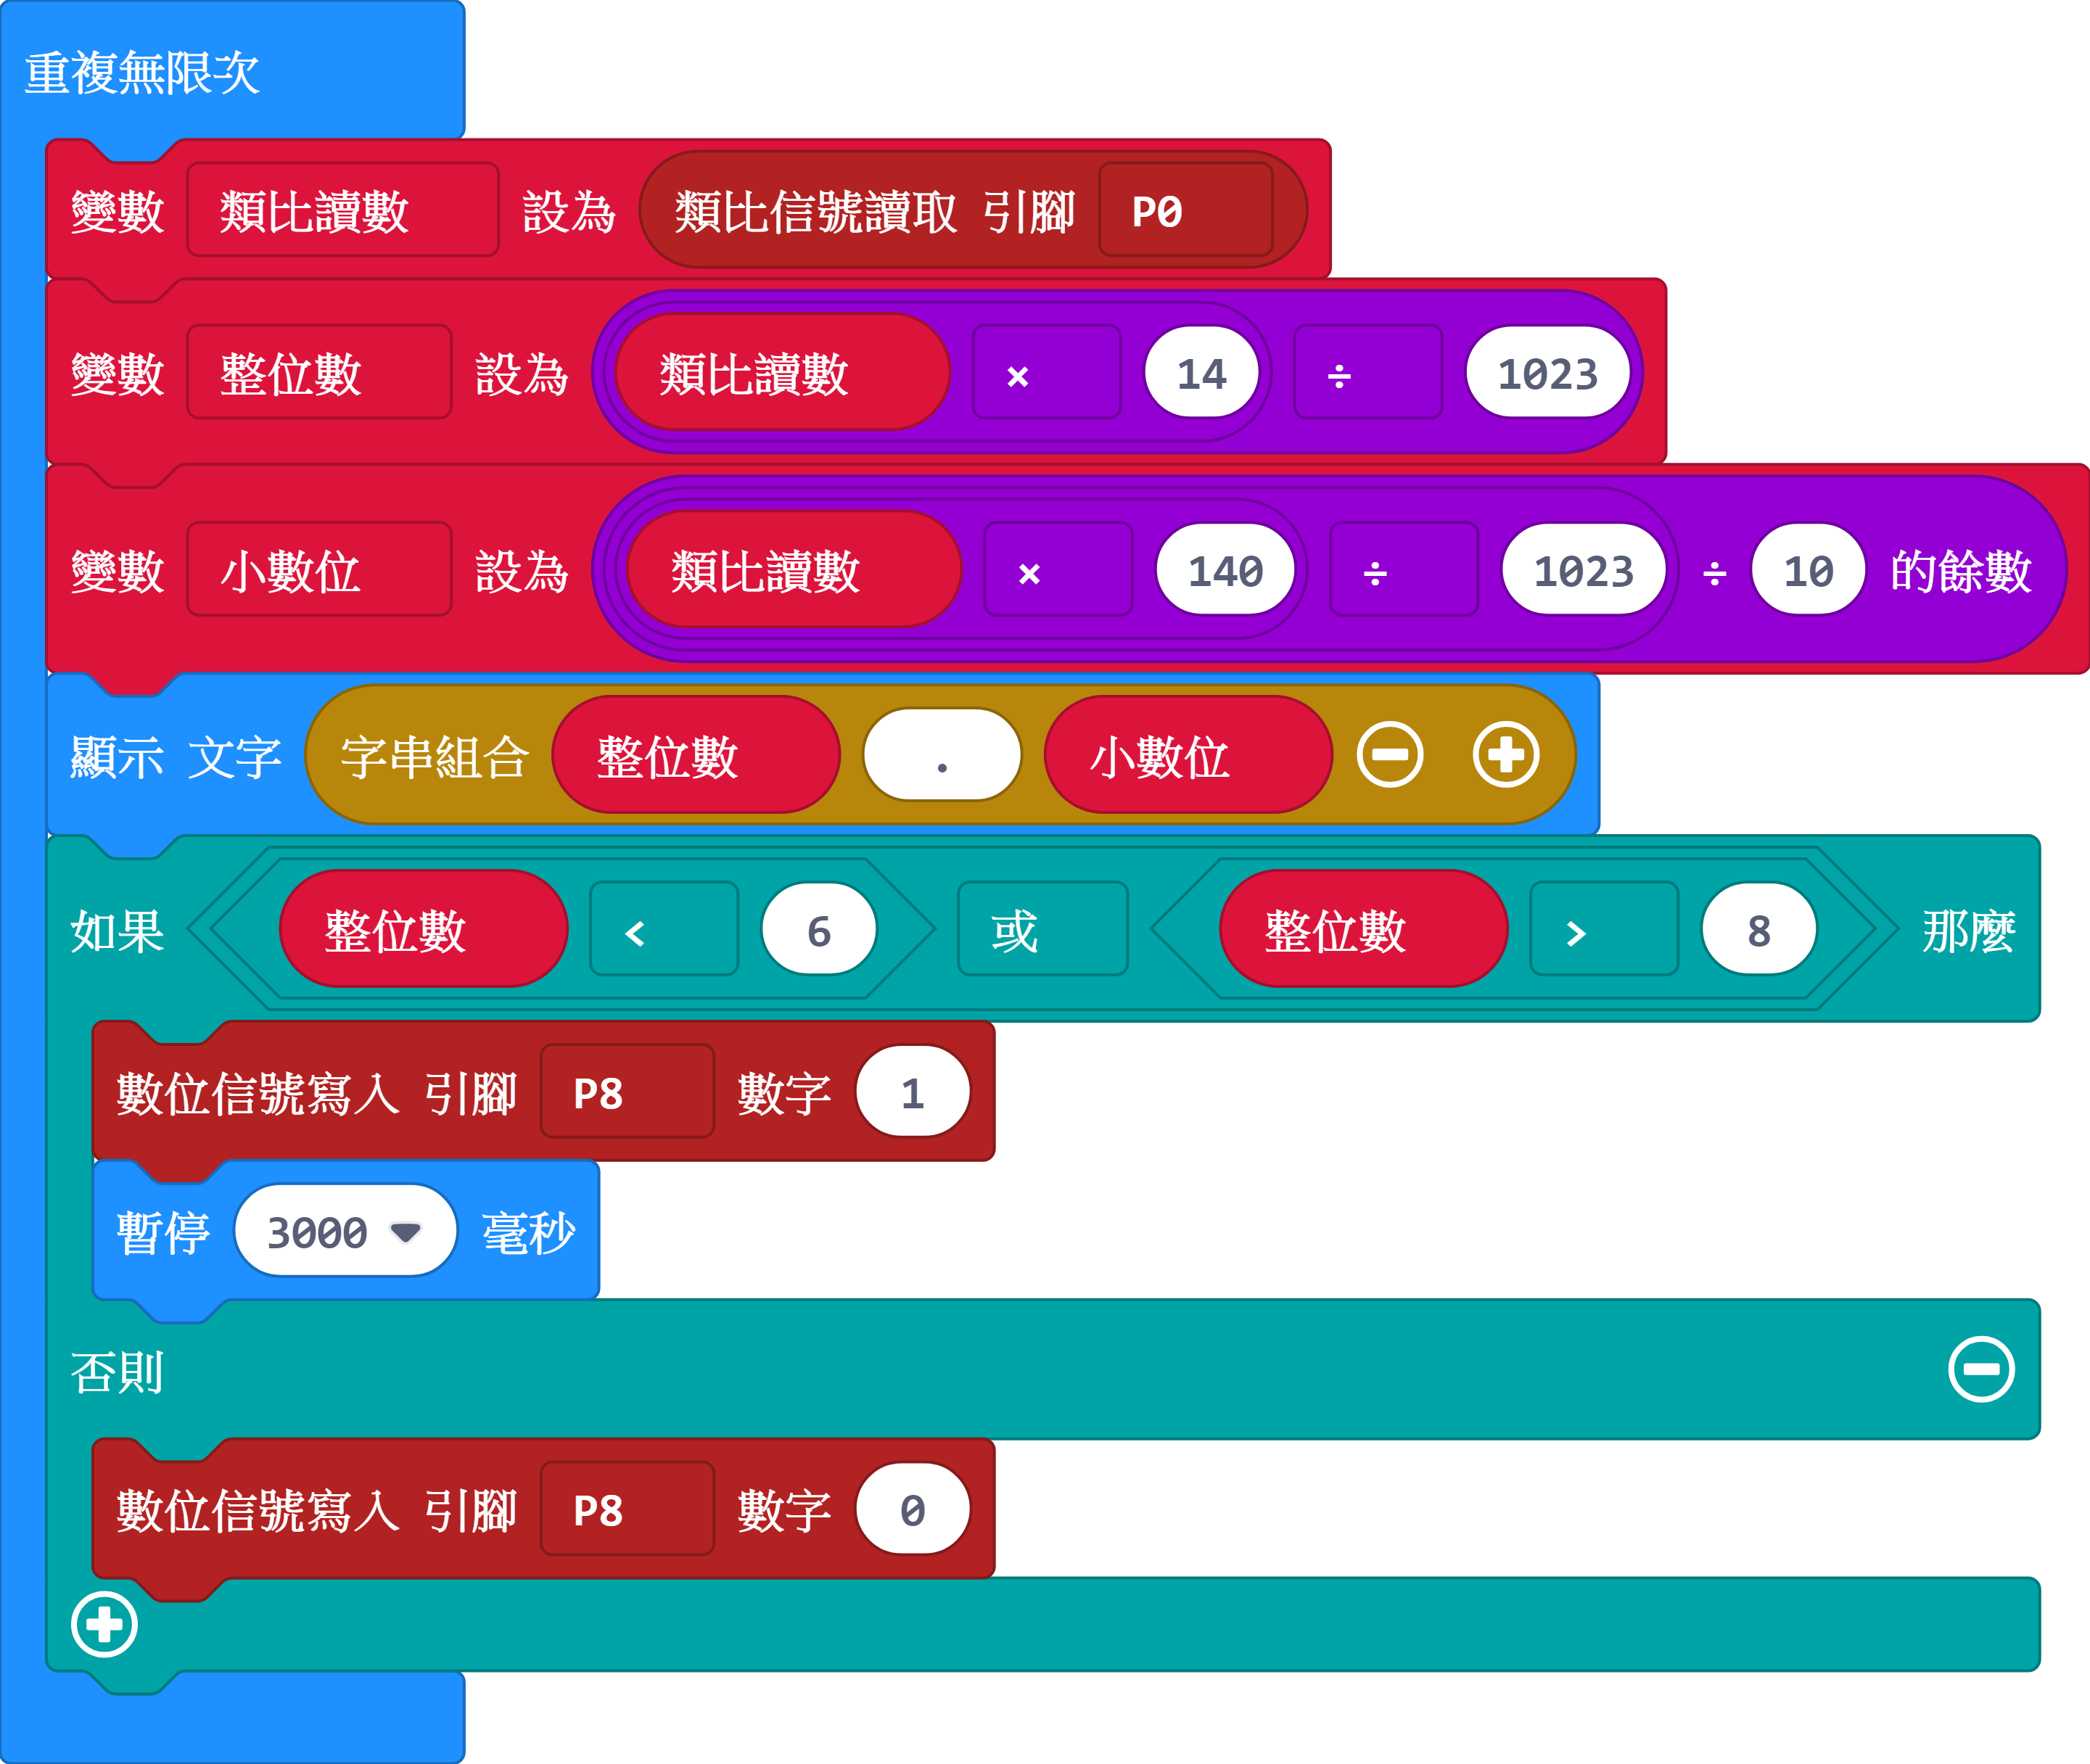 重複無限次
變數 類比讀數 設為 類比信號讀取 引腳 P0
變數 整位數 設為 類比讀數 × 14 ÷ 1023
變數 小數位 設為 類比讀數 × 140 ÷ 1023 ÷ 10 的餘數
顯示 文字 字串組合 整位數 . 小數位
如果 整位數 < 6 或 整位數 > 8 那麼
數位信號寫入 引腳 P8 數字 1
暫停 3000 毫秒
否則
數位信號寫入 引腳 P8 數字 0